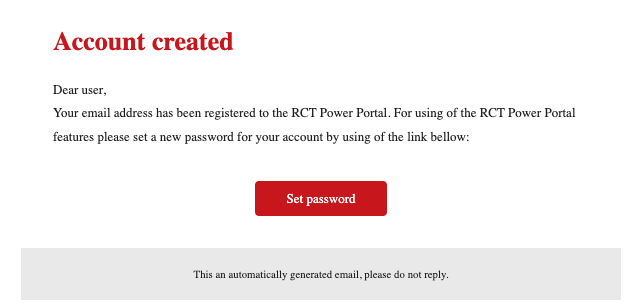 Account created
Dear user,
Your email address has been registered to the RCT Power Portal. For using of the RCT Power Portal
features please set a new password for your account by using of the link bellow:
Set password
This an automatically generated email, please do not reply.